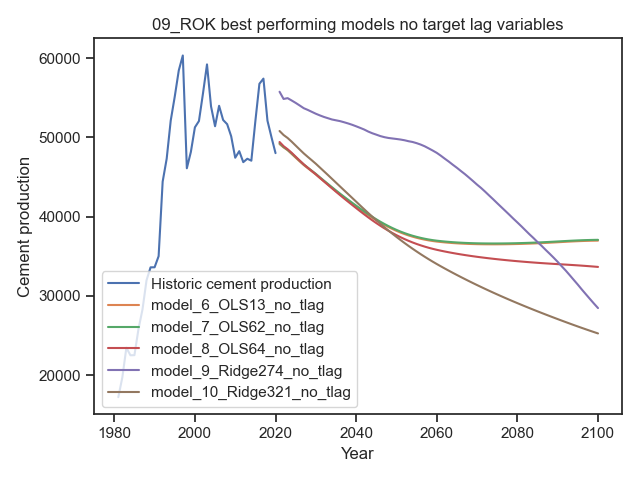 09_ROK best performing models no target lag variables
Cement production
60000
50000
40000
30000
20000
Historic cement production
model_6_OLS13_no_tlag
model_7_OLS62_no_tlag
model_8_OLS64_no_tlag
model_9_Ridge274_no_tlag
model_10_Ridge321_no_tlag
1980 2000 2020 2040 2060 2080 2100
Year